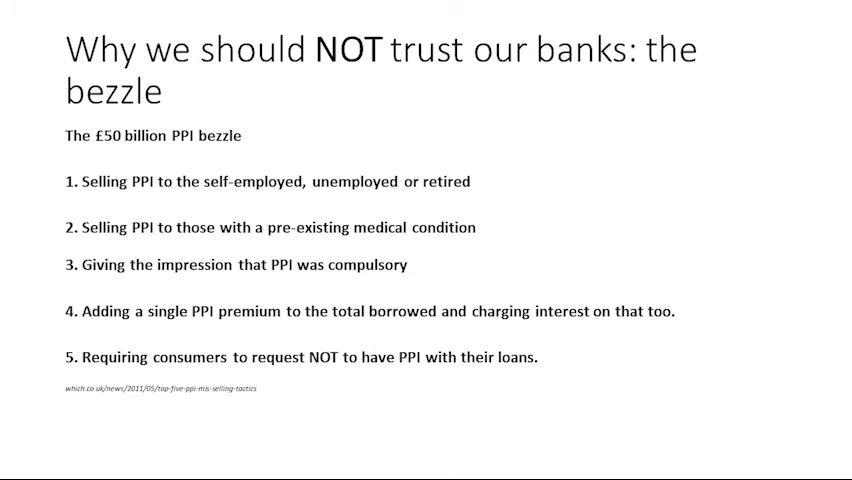 Why we should NOT trust our banks: the
bezzle
The £50 billion PPI bezzle
1. Selling PPI to the self-employed, unemployed or retired
2. Selling PPI to those with a pre-existing medical condition
3. Giving the impression that PPI was compulsory
4. Adding a single PPI premium to the total borrowed and charging interest on that too.
5. Requiring consumers to request NOT to have PPI with their loans.
which.co.uk/news/2011/05/top-five-ppi-mis-selling-tactics